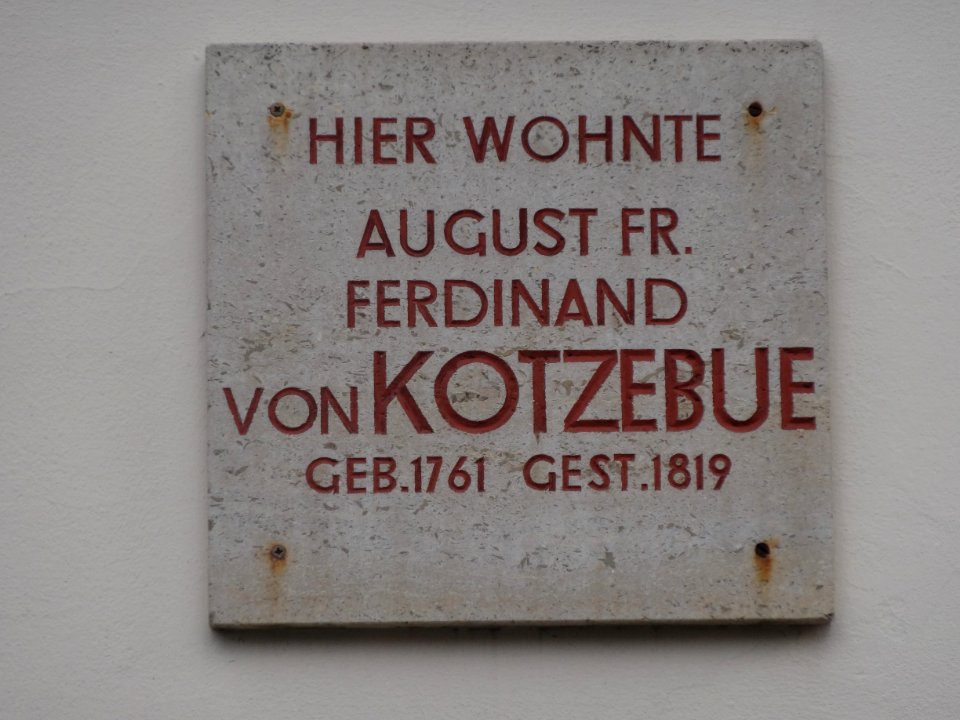 HIER WOHNTE
AUGUST FR.
FERDINAND
VON KOTZEBUE
GEB. 1761 GEST. 1819